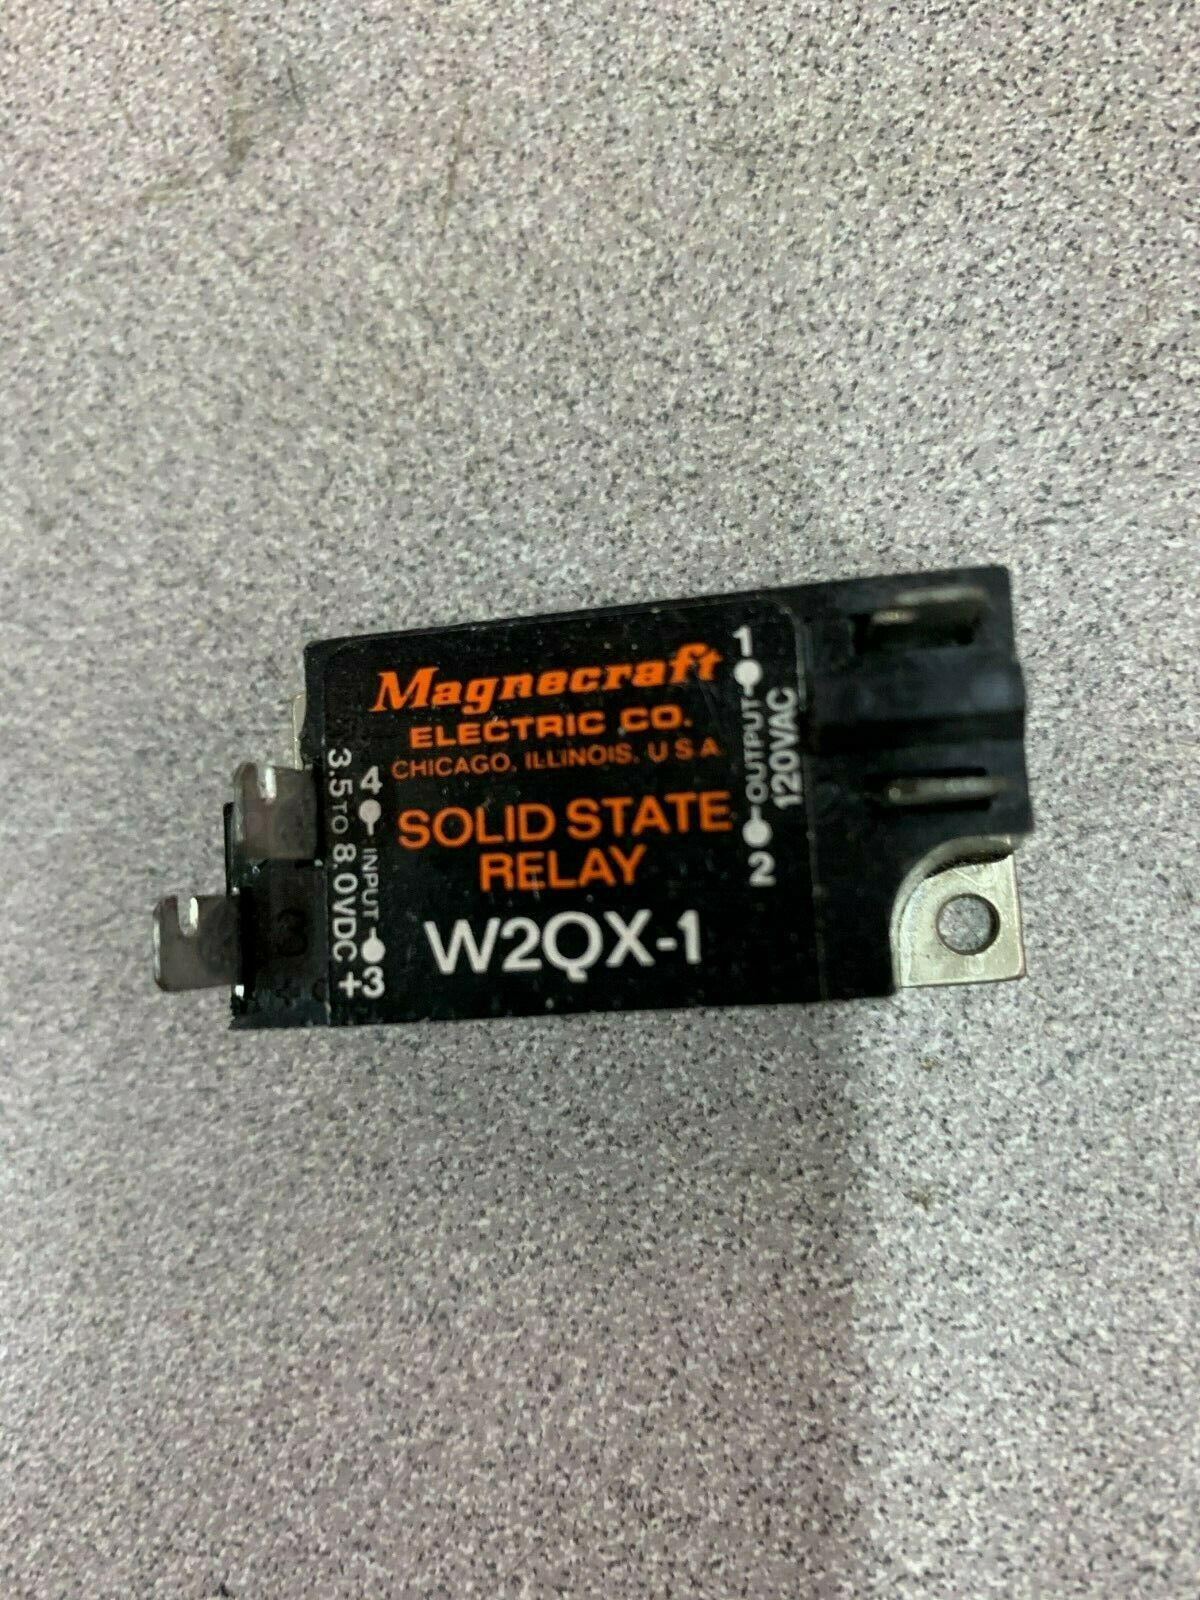 Magnecraft
ELECTRIC CO.
CHICAGO, ILLINOIS, U S A
SOLID STATE
RELAY
W2QX-1
3.5 TO 8.0VDC
4 INPUT +3
1 OUTPUT 2
120VAC
3